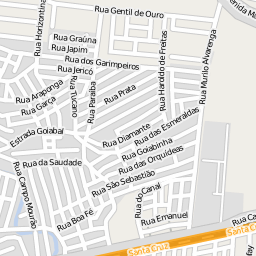 Rua Gentil de Ouro
Rua Horizontina
Rua Graúna
Rua Japim
Rua dos Garimpeiros
Rua Jericó
Rua Haroldo de Freitas
Rua Murilo Alvarenga
Avenida M
Rua Araponga
Rua Garça
Rua Tucano
Rua Paraíba
Rua Prata
Estrada Goiabal
Rua Diamante
Rua das Esmeraldas
Rua Goiabinha
Rua da Saudade
Rua das Orquídeas
Rua São Sebastião
Rua Campo Mourão
Rua do Canal
Rua Boa Fé
Rua Emanuel
Santa Cruz
Santa C